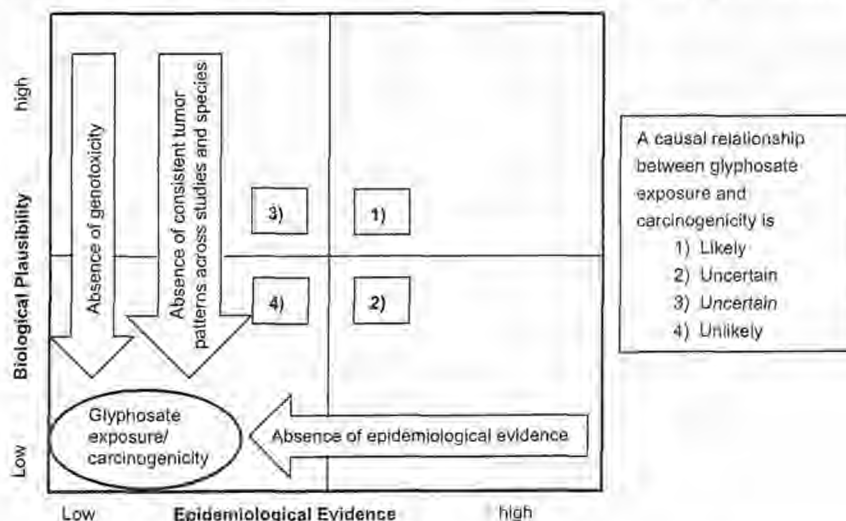 high
Biological Plausibility
Low
Absence of genotoxicity
Absence of consistent tumor
patterns across studies and species
3)
1)
4)
2)
Glyphosate
exposure/
carcinogenicity
Absence of epidemiological evidence
Low
Epidemiological Evidence
high
A causal relationship
between glyphosate
exposure and
carcinogenicity is
1) Likely
2) Uncertain
3) Uncertain
4) Unlikely